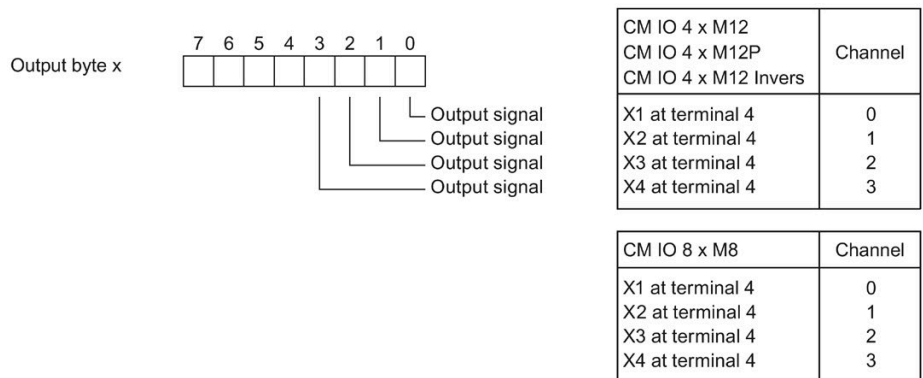 7 6 5 4 3 2 1 0
Output byte x
Output signal
Output signal
Output signal
Output signal
CM IO 4 x M12
CM IO 4 x M12P
CM IO 4 x M12 Invers
Channel
X1 at terminal 4 0
X2 at terminal 4 1
X3 at terminal 4 2
X4 at terminal 4 3
CM IO 8 x M8 Channel
X1 at terminal 4 0
X2 at terminal 4 1
X3 at terminal 4 2
X4 at terminal 4 3